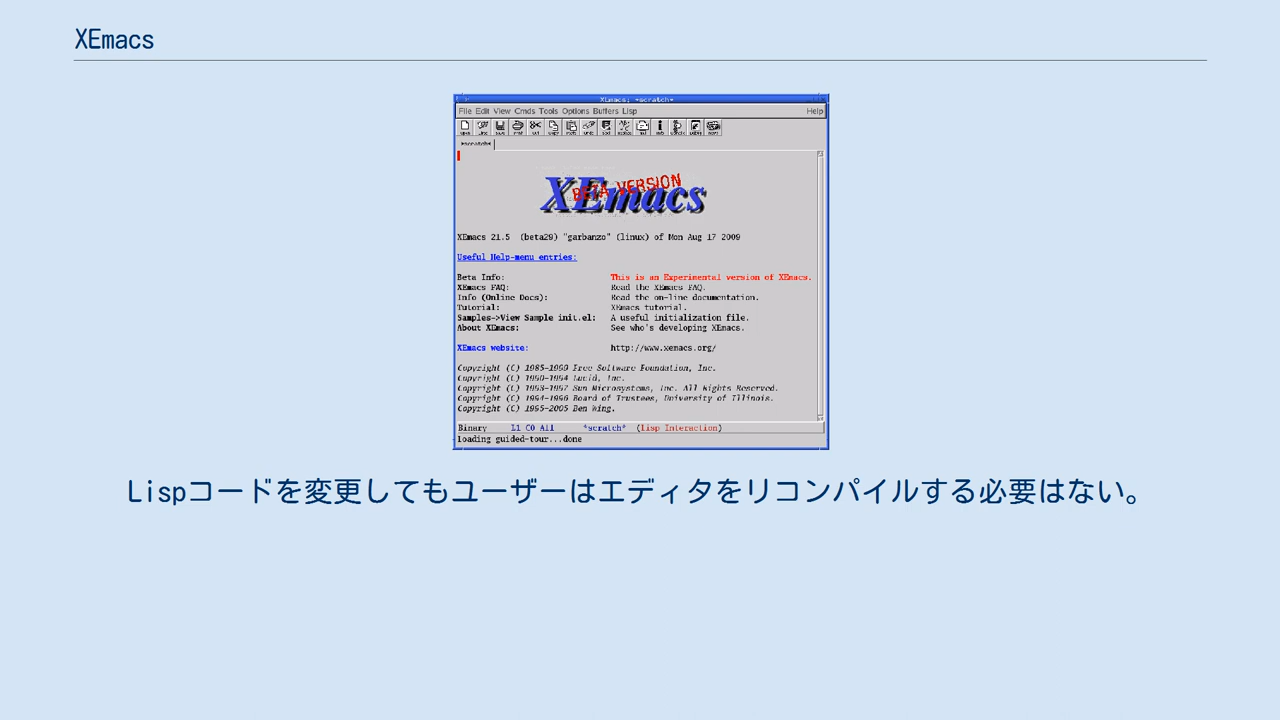 XEmacs
XEmacs: *scratch*
File Edit View Cmds Tools Options Buffers Lisp Help
*scratch*
XEmacs
BETA VERSION
XEmacs 21.5 (beta29) "garbanzo" (linux) of Mon Aug 17 2009
Useful Help-menu entries:
Beta Info: This is an Experimental version of XEmacs.
XEmacs FAQ: Read the XEmacs FAQ.
Info (Online Docs): Read the on-line documentation.
Tutorial: XEmacs tutorial.
Samples->View Sample init.el: A useful initialization file.
About XEmacs: See who's developing XEmacs.
XEmacs website: http://www.xemacs.org/
Copyright (C) 1985-1999 Free Software Foundation, Inc.
Copyright (C) 1990-1994 Lucid, Inc.
Copyright (C) 1993-1997 Sun Microsystems, Inc. All Rights Reserved.
Copyright (C) 1994-1996 Board of Trustees, University of Illinois.
Copyright (C) 1995-2005 Ben Wing.
Binary L1 C0 All *scratch* (Lisp Interaction)
loading guided-tour...done
Lispコードを変更してもユーザーはエディタをリコンパイルする必要はない。